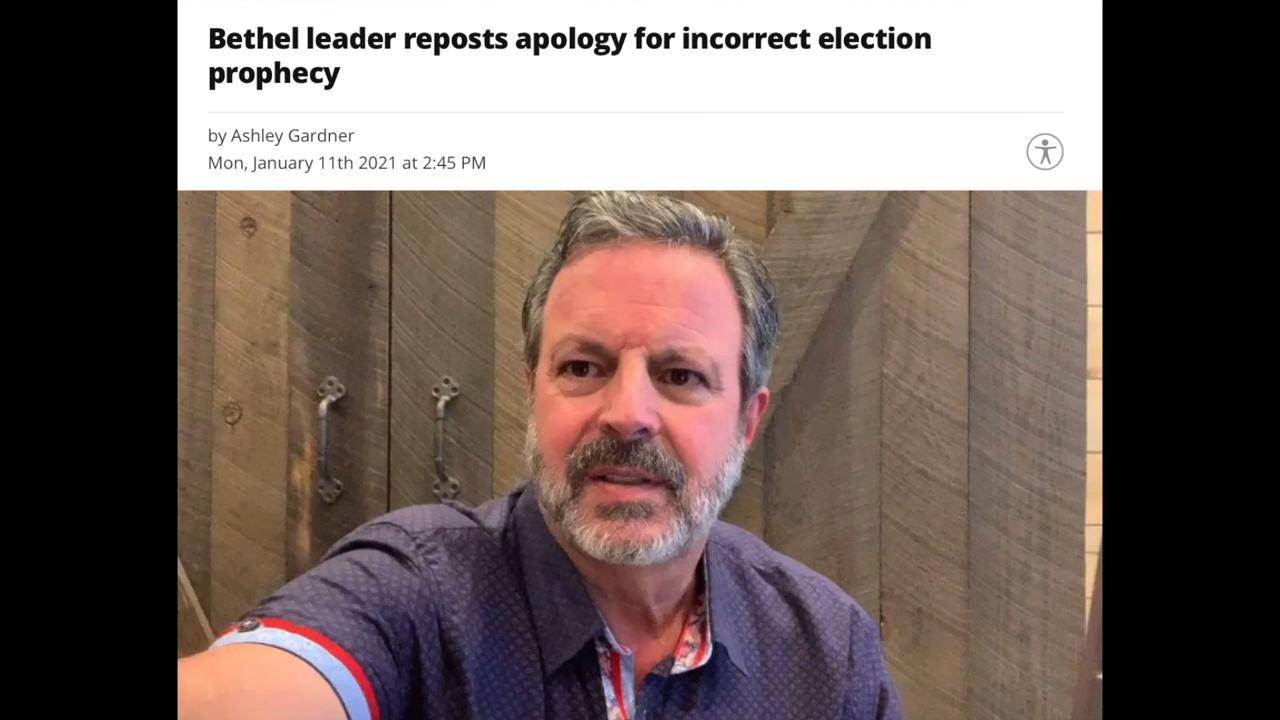 Bethel leader reposts apology for incorrect election
prophecy
by Ashley Gardner
Mon, January 11th 2021 at 2:45 PM